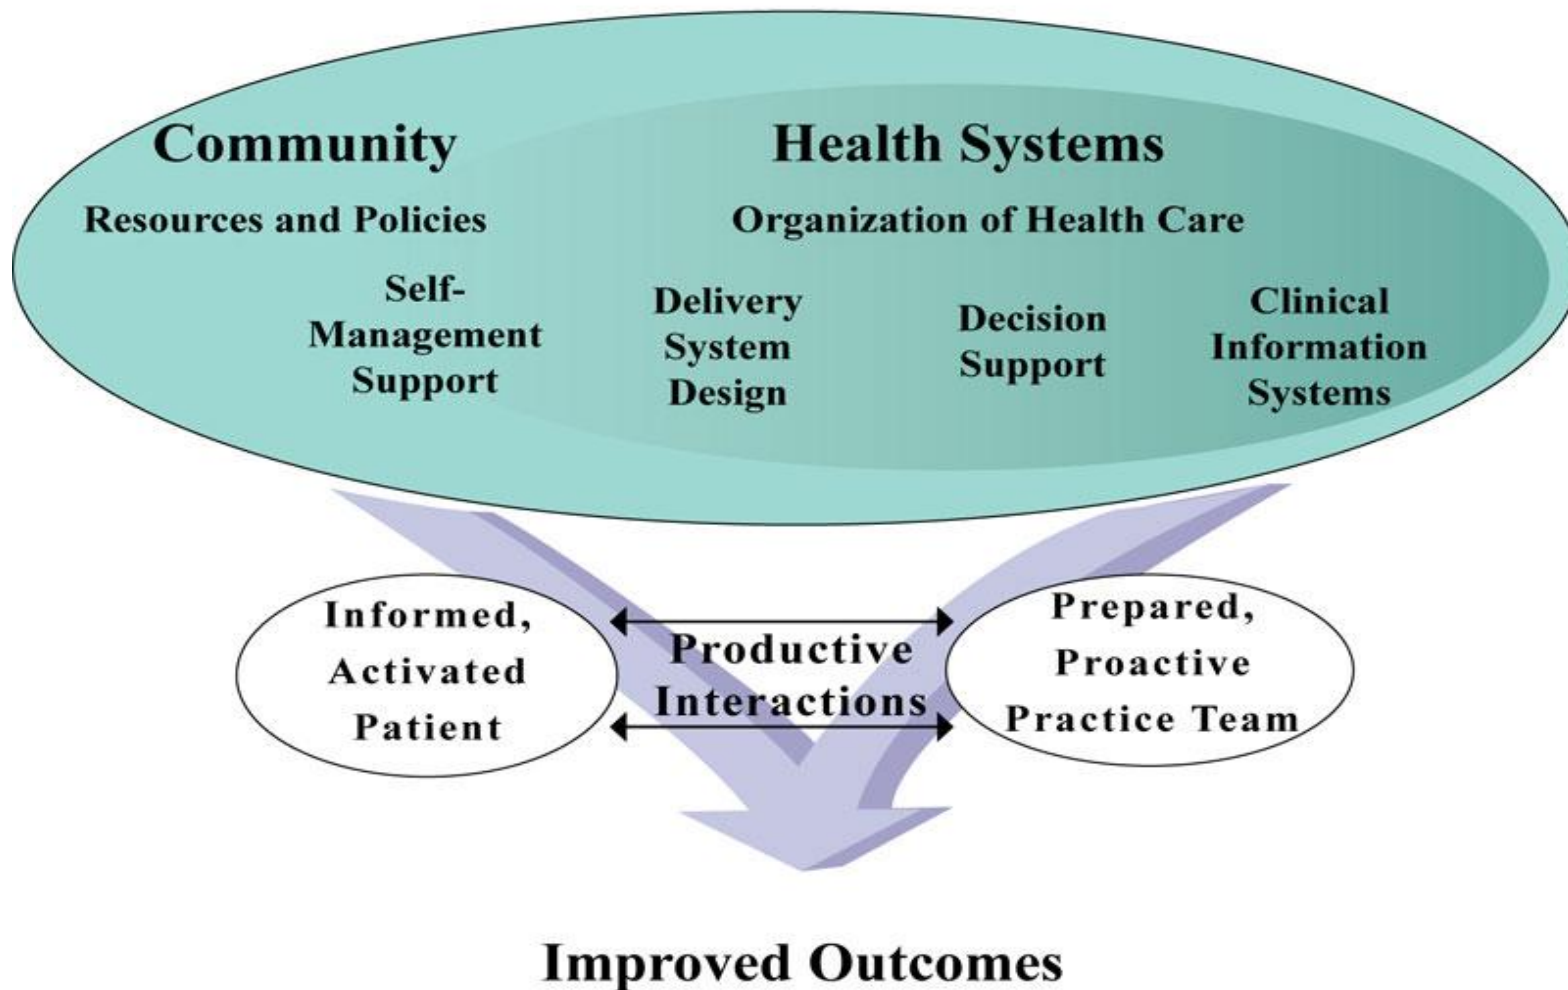 Community
Resources and Policies
Health Systems
Organization of Health Care
Self-
Management
Support
Delivery
System
Design
Decision
Support
Clinical
Information
Systems
Informed,
Activated
Patient
Productive
Interactions
Prepared,
Proactive
Practice Team
Improved Outcomes